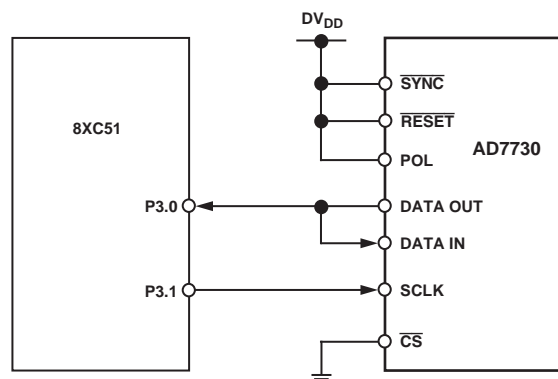 DVDD
SYNC
8XC51
RESET
AD7730
POL
P3.0
DATA OUT
DATA IN
P3.1
SCLK
CS